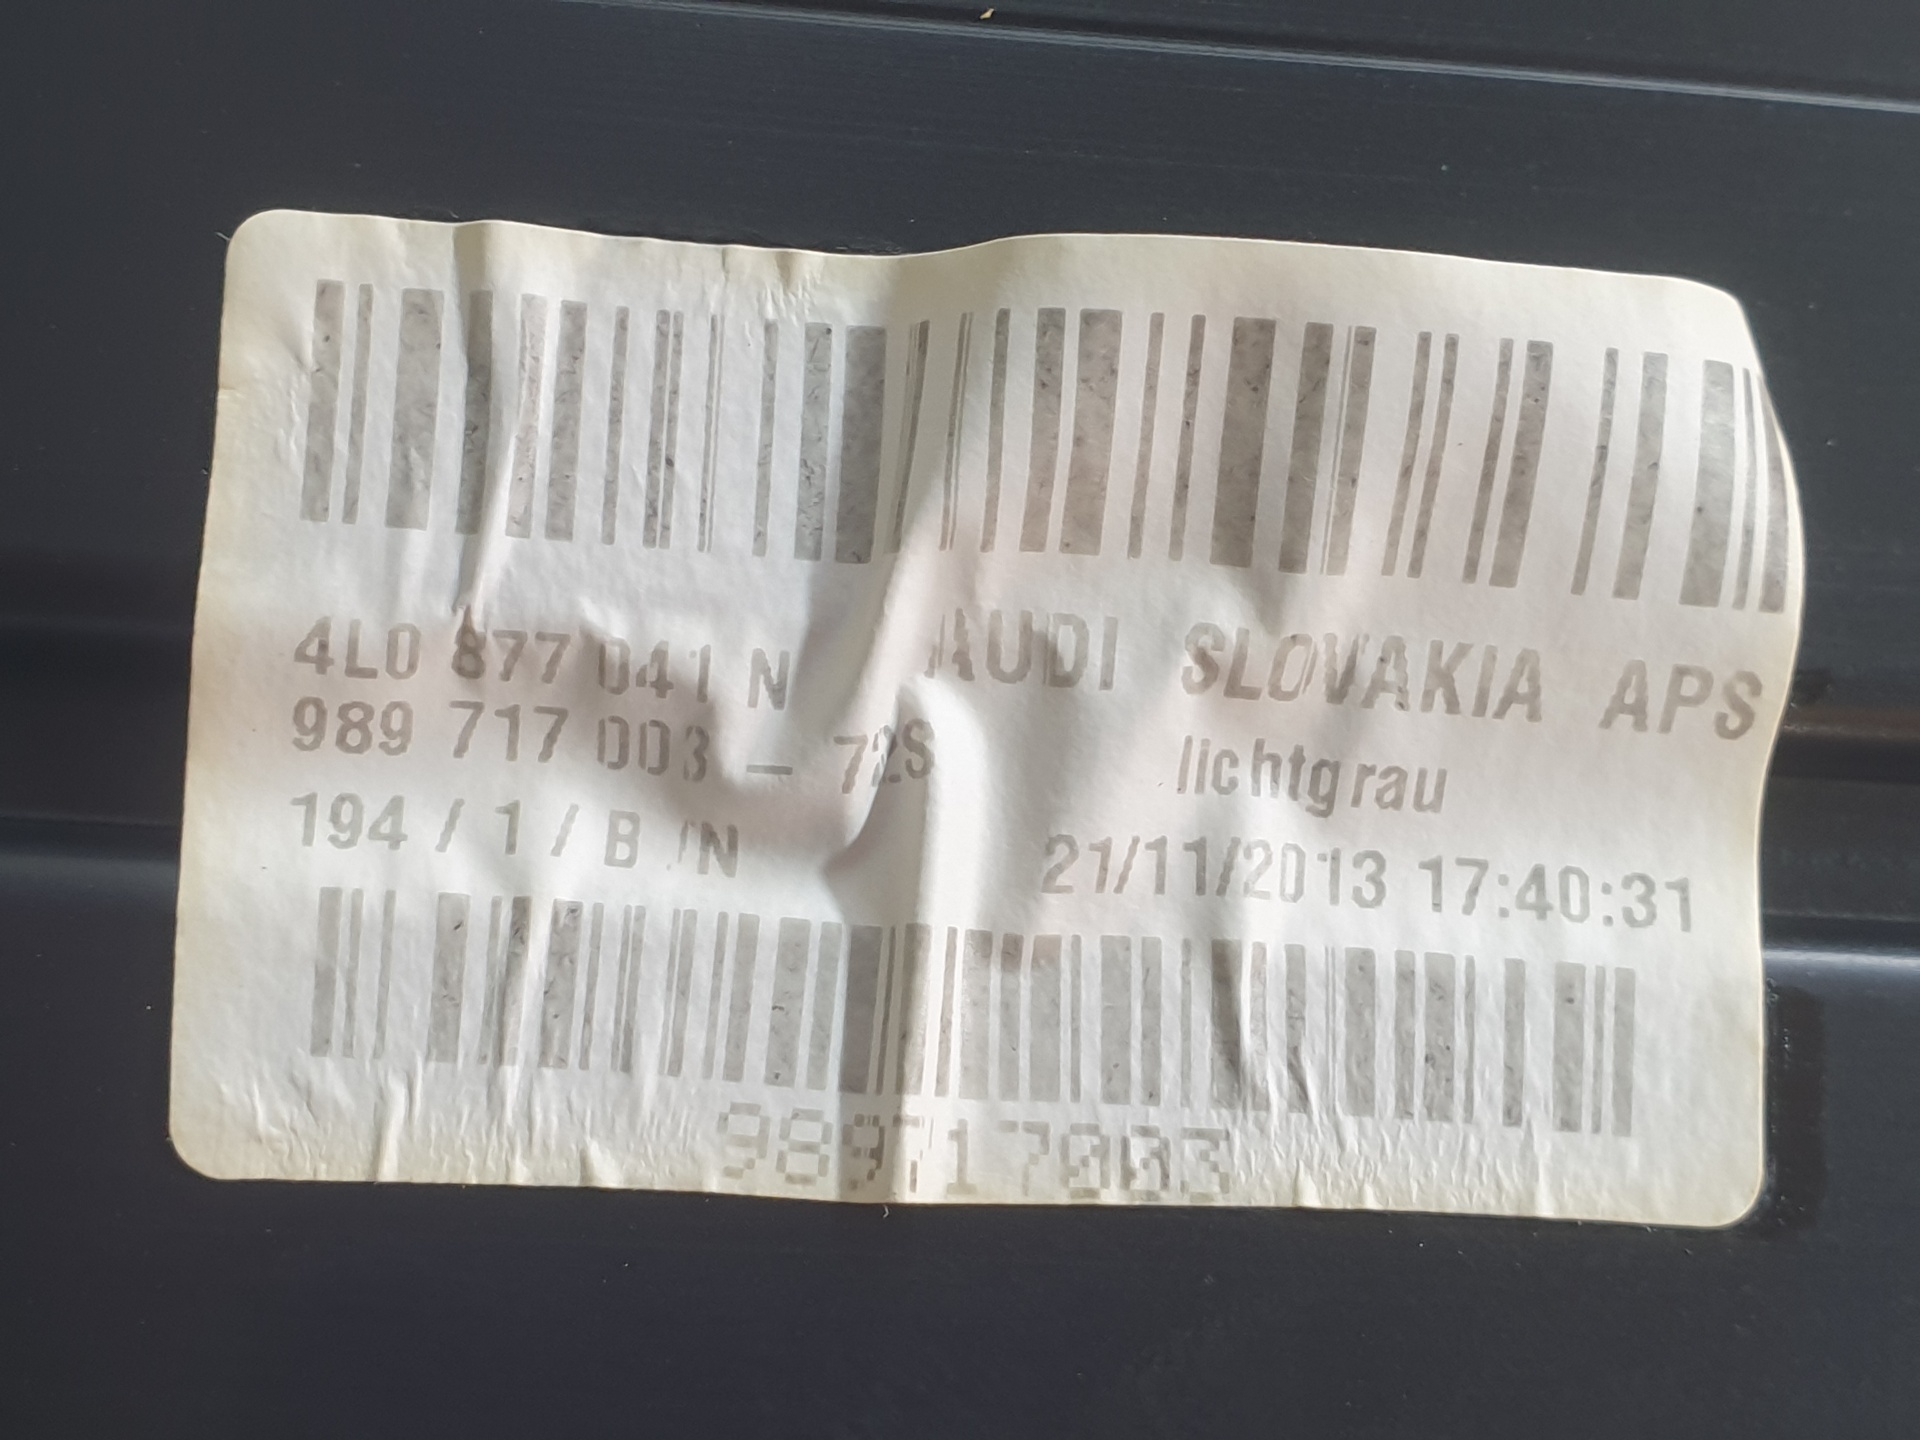 4L0 877 041 N AUDI SLOVAKIA APS
989 717 003 – 72S lichtgrau
194 / 1 / B /N 21/11/2013 17:40:31
989717003